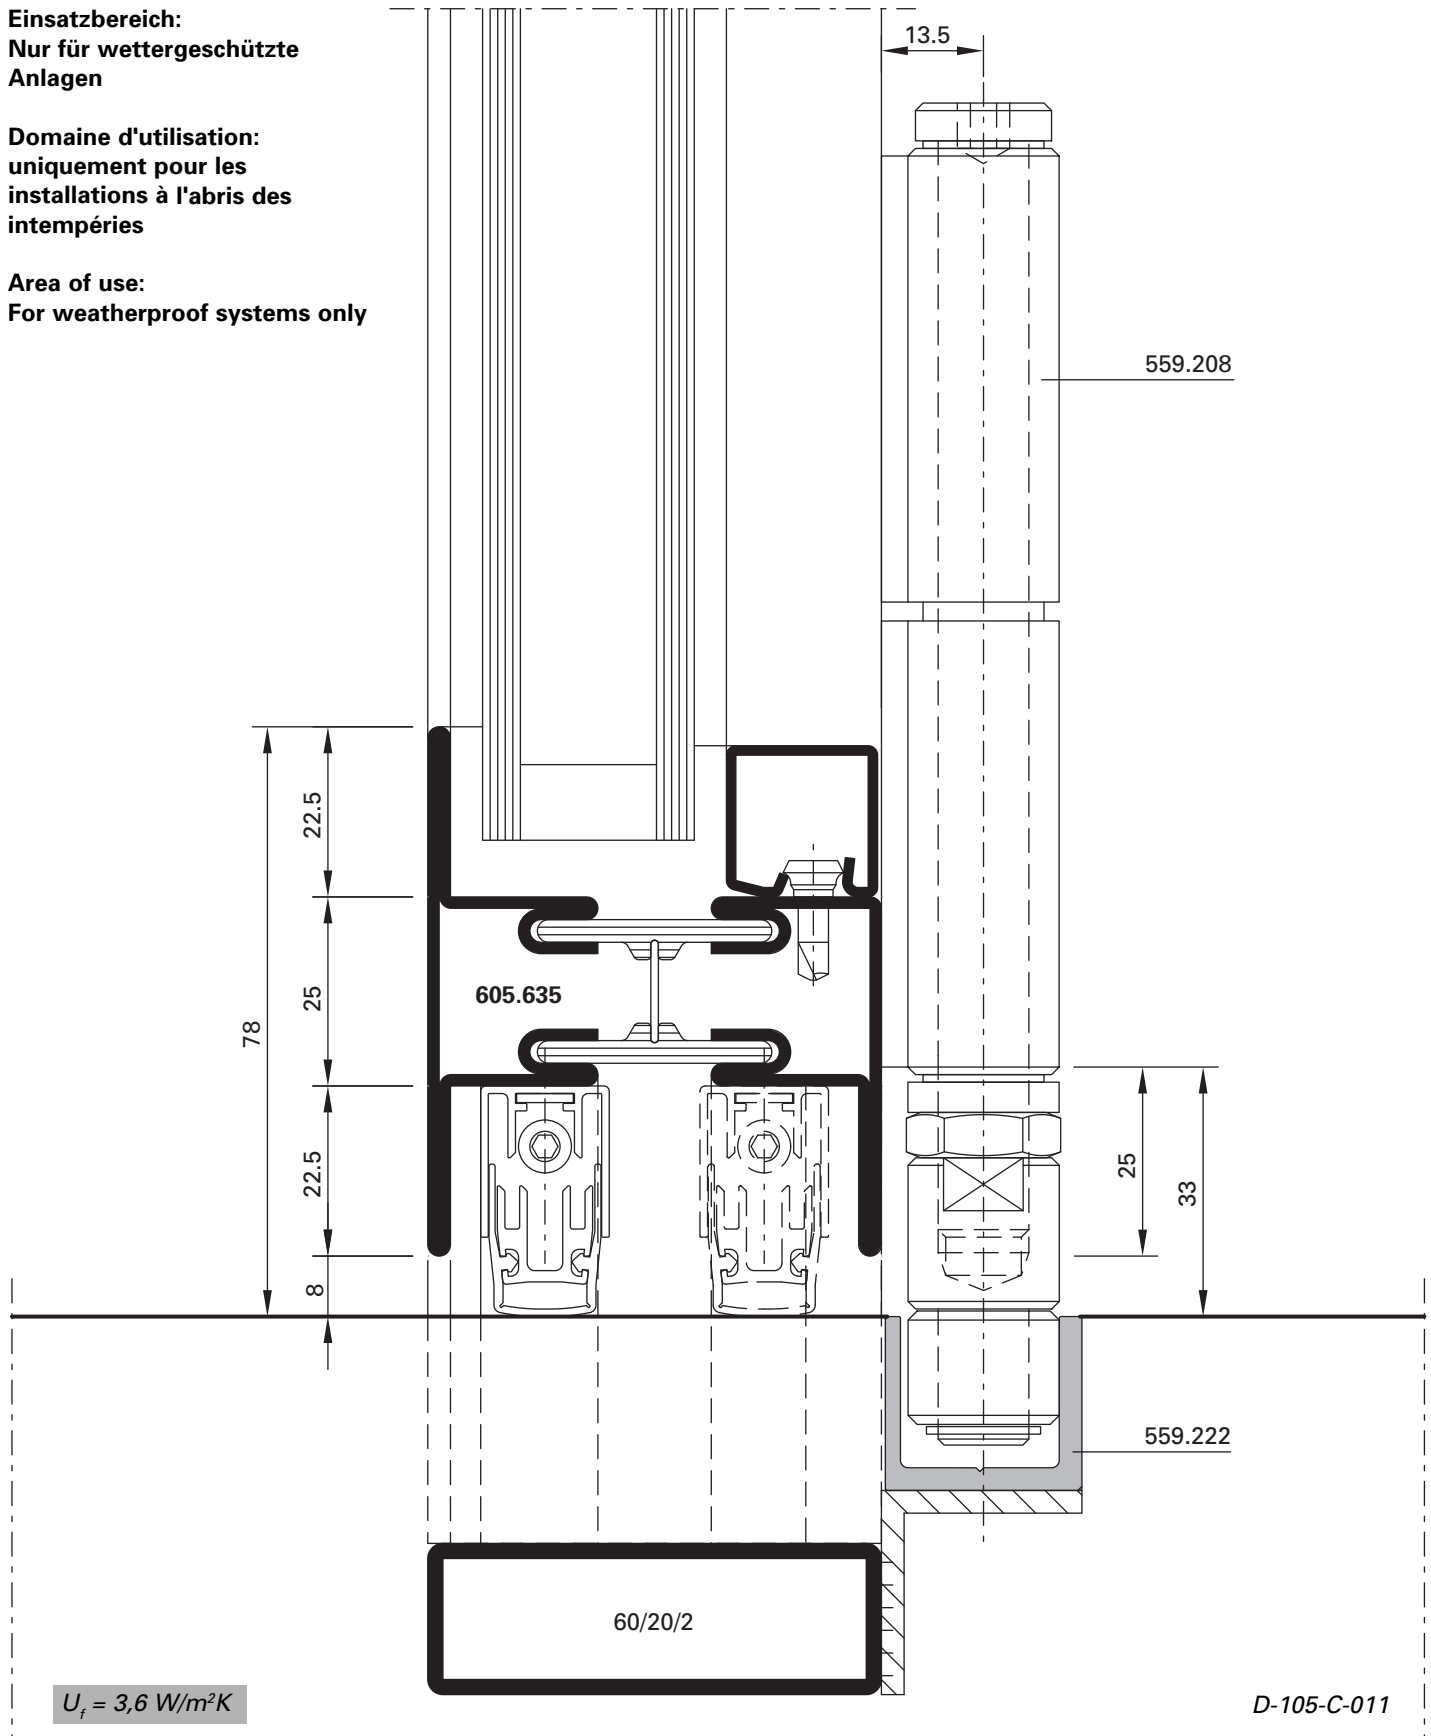 Einsatzbereich:
Nur für wettergeschützte
Anlagen
Domaine d'utilisation:
uniquement pour les
installations à l'abris des
intempéries
Area of use:
For weatherproof systems only
13.5
559.208
22.5
25
78
605.635
22.5
8
25
33
559.222
60/20/2
Uf = 3,6 W/m²K
D-105-C-011